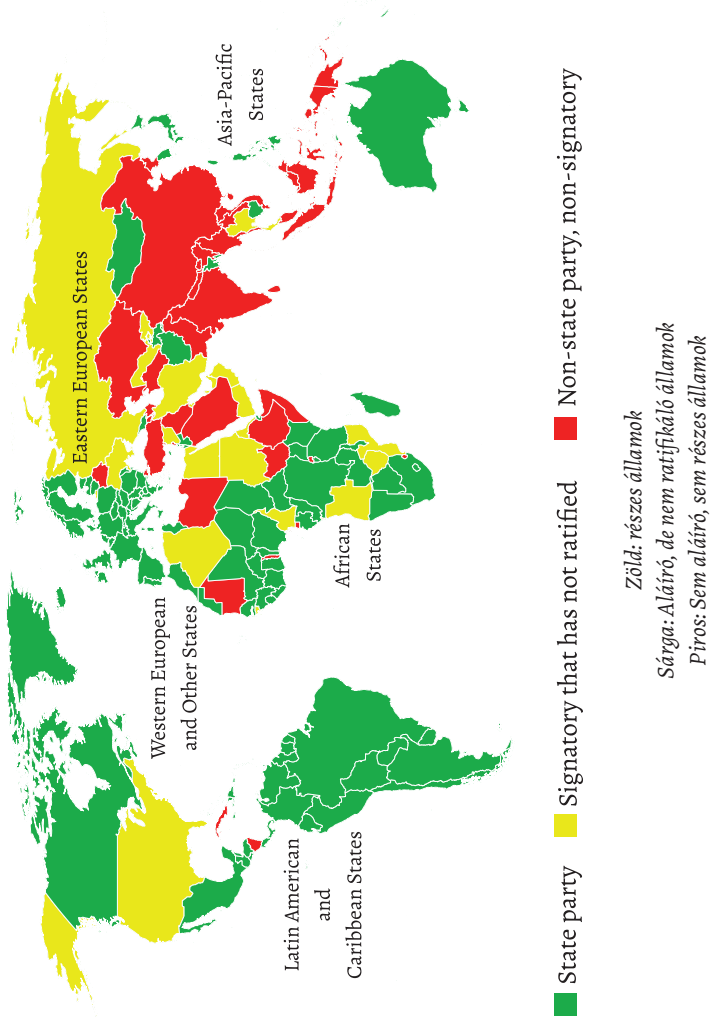 Eastern European States
Asia-Pacific
States
Western European
and Other States
African
States
Latin American
and
Caribbean States
State party
Signatory that has not ratified
Non-state party, non-signatory
Zöld: részes államok
Sárga: Aláíró, de nem ratifikáló államok
Piros: Sem aláíró, sem részes államok